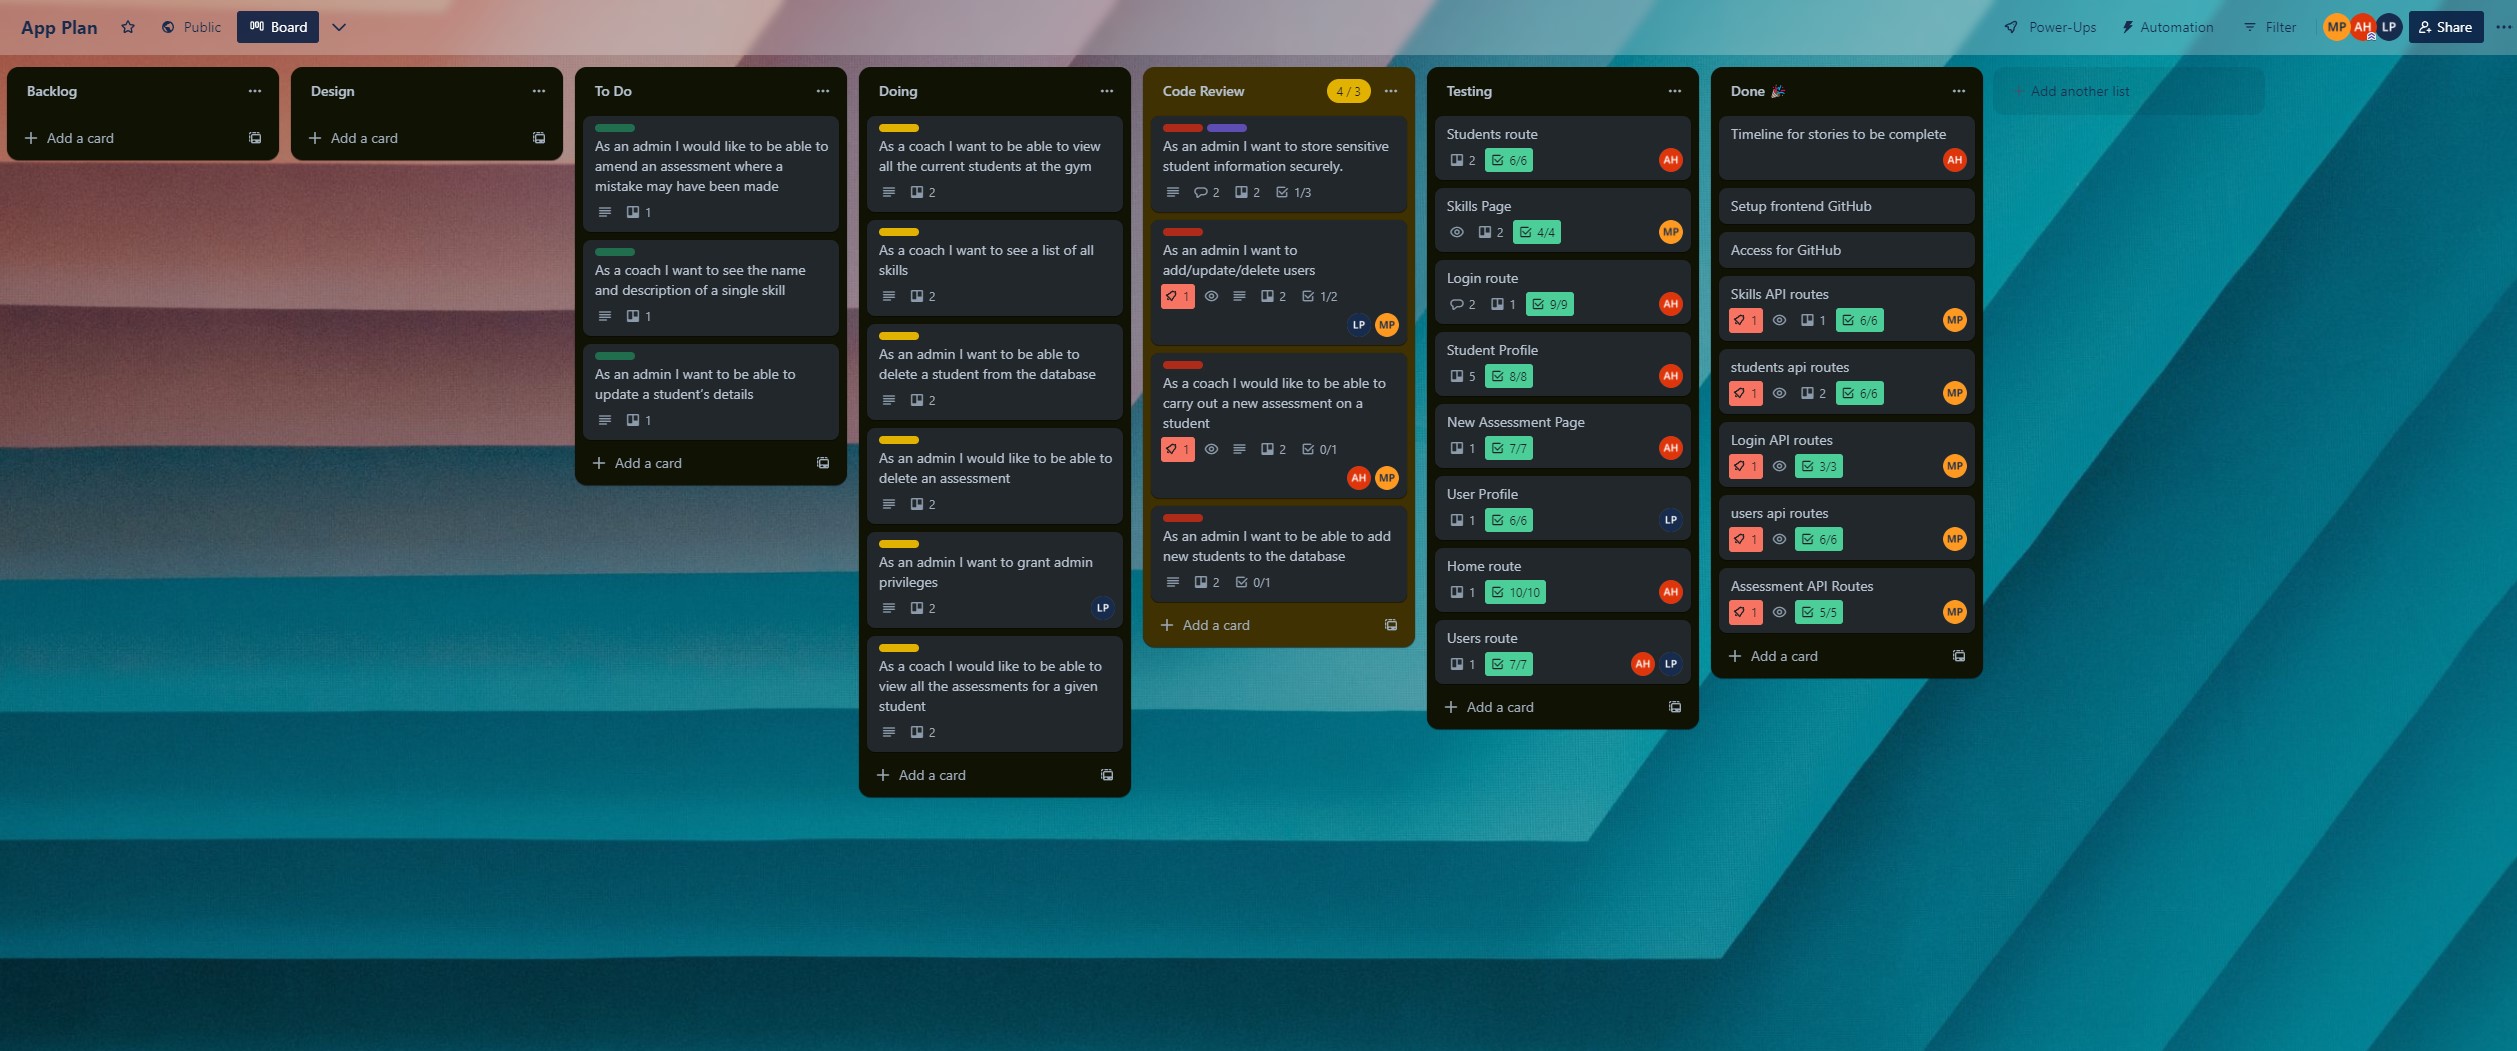 App Plan
Public
Board
Power-Ups
Automation
Filter
MP
AH
LP
Share
Backlog
Add a card
Design
Add a card
To Do
As an admin I would like to be able to
amend an assessment where a
mistake may have been made
1
As a coach I want to see the name
and description of a single skill
1
As an admin I want to be able to
update a student's details
1
Add a card
Doing
As a coach I want to be able to view
all the current students at the gym
2
As a coach I want to see a list of all
skills
2
As an admin I want to be able to
delete a student from the database
2
As an admin I would like to be able to
delete an assessment
2
As an admin I want to grant admin
privileges
2
LP
As a coach I would like to be able to
view all the assessments for a given
student
2
Add a card
Code Review
4 / 3
As an admin I want to store sensitive
student information securely.
2 2 1/3
As an admin I want to
add/update/delete users
1 2 1/2
LP MP
As a coach I would like to be able to
carry out a new assessment on a
student
1 2 0/1
AH MP
As an admin I want to be able to add
new students to the database
2 0/1
Add a card
Testing
Students route
2 6/6 AH
Skills Page
2 4/4 MP
Login route
2 1 9/9 AH
Student Profile
5 8/8 AH
New Assessment Page
1 7/7 AH
User Profile
1 6/6 LP
Home route
1 10/10 AH
Users route
1 7/7 AH LP
Add a card
Done
Timeline for stories to be complete
AH
Setup frontend GitHub
Access for GitHub
Skills API routes
1 1 6/6 MP
students api routes
1 2 6/6 MP
Login API routes
1 3/3 MP
users api routes
1 6/6 MP
Assessment API Routes
1 5/5 MP
Add a card
Add another list